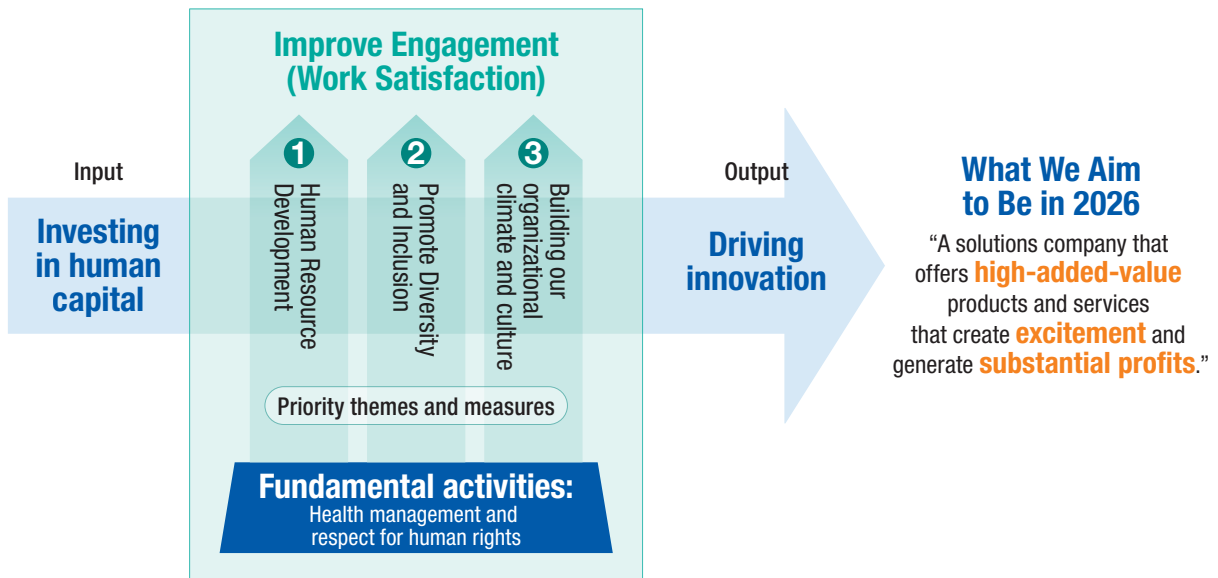 Improve Engagement
(Work Satisfaction)
Input
Investing
in human
capital
1
Human Resource
Development
2
Promote Diversity
and Inclusion
3
Building our
organizational
climate and culture
Priority themes and measures
Fundamental activities:
Health management and
respect for human rights
Output
Driving
innovation
What We Aim
to Be in 2026
“A solutions company that
offers high-added-value
products and services
that create excitement and
generate substantial profits.”